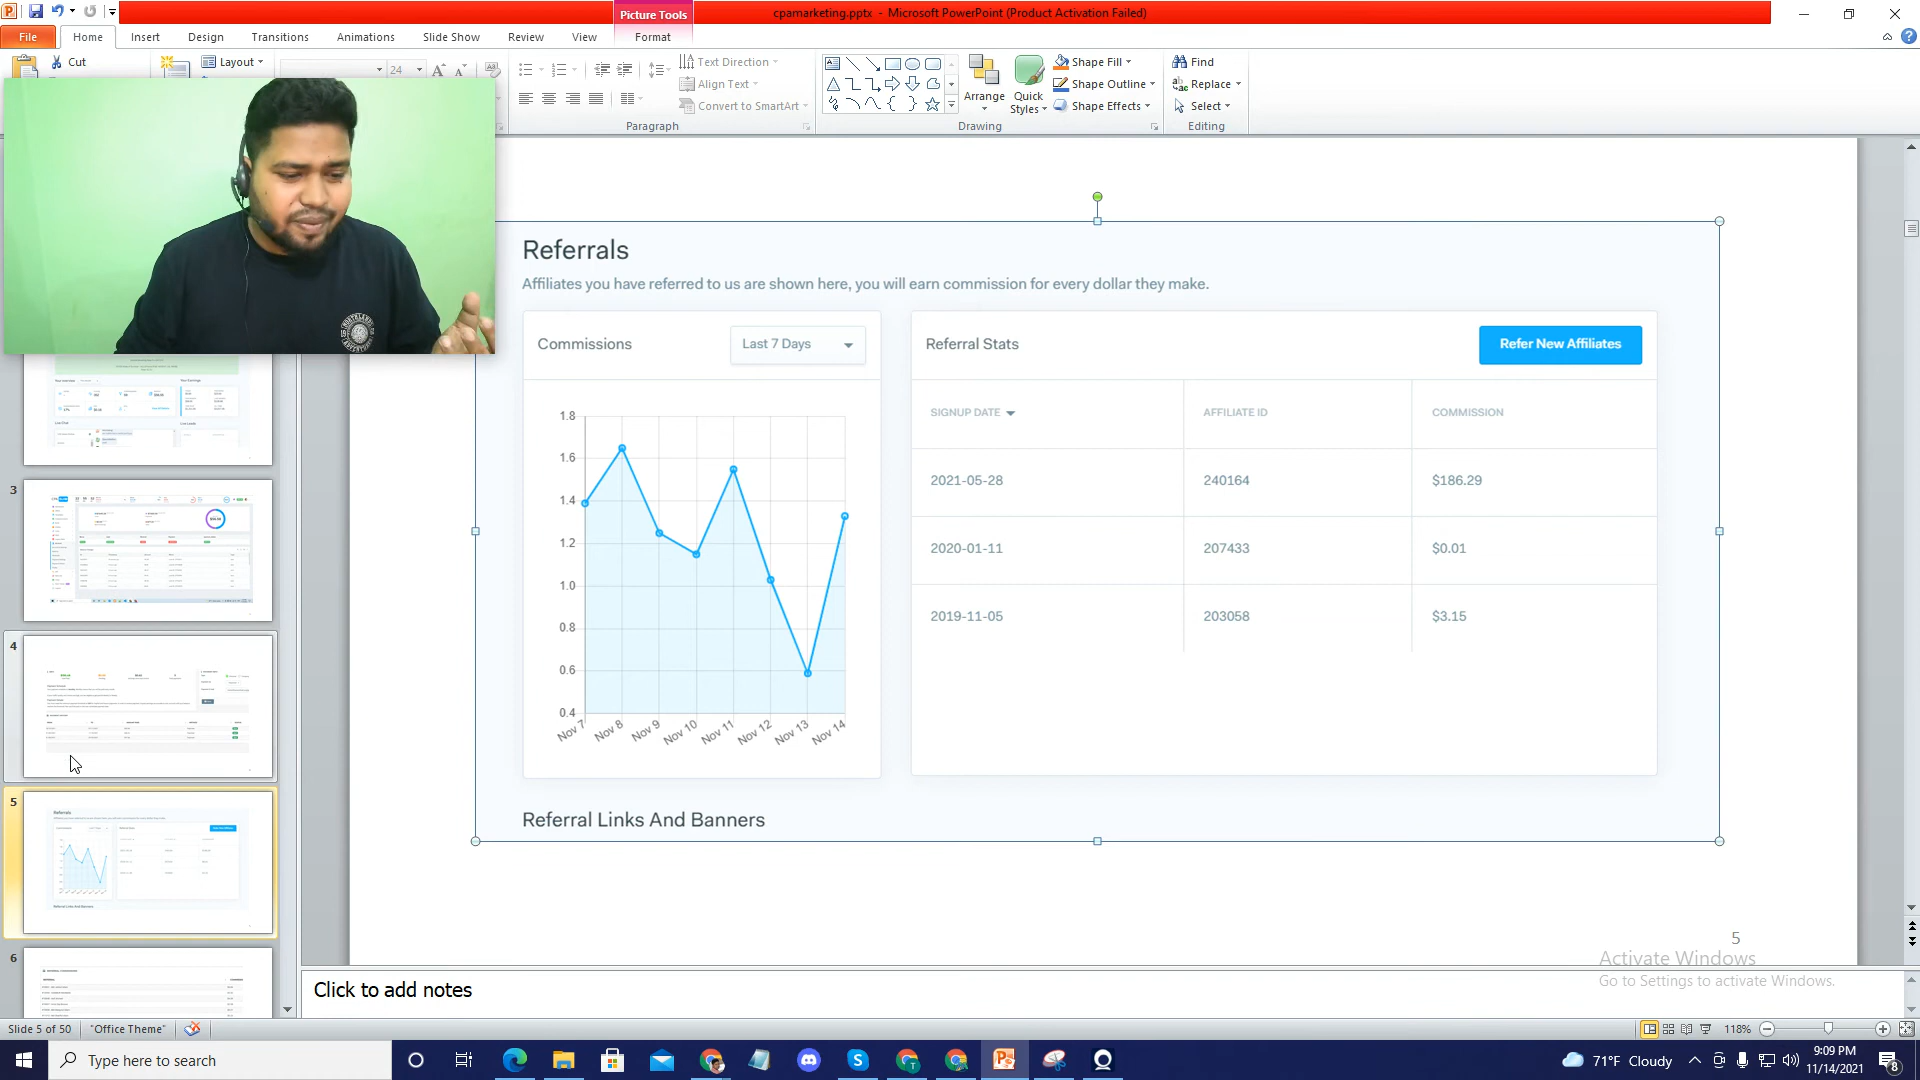 cpamarketing.pptx - Microsoft PowerPoint (Product Activation Failed)
Picture Tools
File Home Insert Design Transitions Animations Slide Show Review View Format
Cut
Layout
24
Text Direction
Align Text
Convert to SmartArt
Paragraph
Arrange
Quick Styles
Shape Fill
Shape Outline
Shape Effects
Drawing
Find
Replace
Select
Editing
3
4
5
6
Referrals
Affiliates you have referred to us are shown here, you will earn commission for every dollar they make.
Commissions
Last 7 Days
1.8
1.6
1.4
1.2
1.0
0.8
0.6
0.4
Nov 7 Nov 8 Nov 9 Nov 10 Nov 11 Nov 12 Nov 13 Nov 14
Referral Stats
Refer New Affiliates
SIGNUP DATE AFFILIATE ID COMMISSION
2021-05-28 240164 $186.29
2020-01-11 207433 $0.01
2019-11-05 203058 $3.15
Referral Links And Banners
5
Activate Windows
Go to Settings to activate Windows.
Click to add notes
Slide 5 of 50 "Office Theme" 118%
Type here to search
71°F Cloudy
9:09 PM
11/14/2021
8